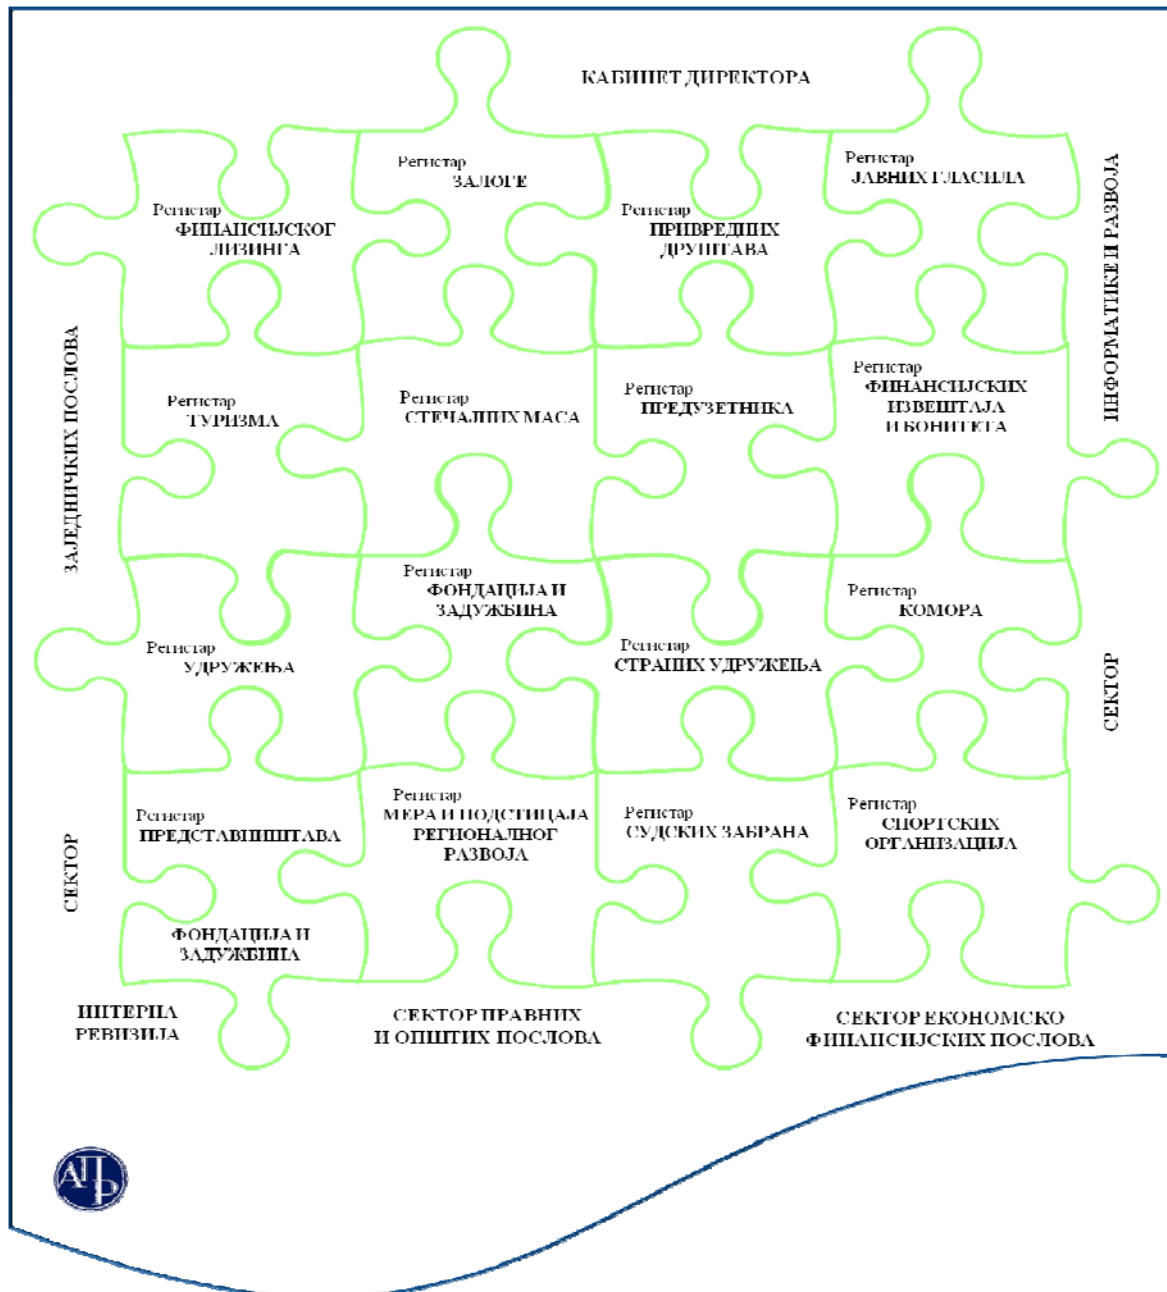 КАБИНЕТ ДИРЕКТОРА
Регистар
ФИНАНСИЈСКОГ
ЛИЗИНГА
Регистар
ЗАЛОГЕ
Регистар
ПРИВРЕДНИХ
ДРУШТАВА
Регистар
ЈАВНИХ ГЛАСИЛА
Регистар
ТУРИЗМА
Регистар
СТЕЧАЈНИХ МАСА
Регистар
ПРЕДУЗЕТНИКА
Регистар
ФИНАНСИЈСКИХ
ИЗВЕШТАЈА
И БОНИТЕТА
Регистар
УДРУЖЕЊА
Регистар
ФОНДАЦИЈА И
ЗАДУЖБИНА
Регистар
СТРАНИХ УДРУЖЕЊА
Регистар
КОМОРА
Регистар
ПРЕДСТАВНИШТАВА
ФОНДАЦИЈА И
ЗАДУЖБИНА
Регистар
МЕРА И ПОДСТИЦАЈА
РЕГИОНАЛНОГ
РАЗВОЈА
Регистар
СУДСКИХ ЗАБРАНА
Регистар
СПОРТСКИХ
ОРГАНИЗАЦИЈА
СЕКТОР ЗАЈЕДНИЧКИХ ПОСЛОВА
СЕКТОР ИНФОРМАТИКЕ И РАЗВОЈА
ИНТЕРНА
РЕВИЗИЈА
СЕКТОР ПРАВНИХ
И ОПШТИХ ПОСЛОВА
СЕКТОР ЕКОНОМСКО
ФИНАНСИЈСКИХ ПОСЛОВА
АПР